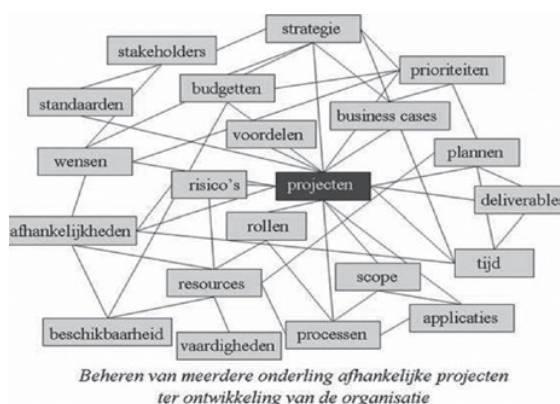 strategie
stakeholders
prioriteiten
budgetten
standaarden
business cases
voordelen
wensen
plannen
risico's
projecten
deliverables
rollen
afhankelijkheden
tijd
scope
resources
applicaties
beschikbaarheid
processen
vaardigheden
Beheren van meerdere onderling afhankelijke projecten
ter ontwikkeling van de organisatie